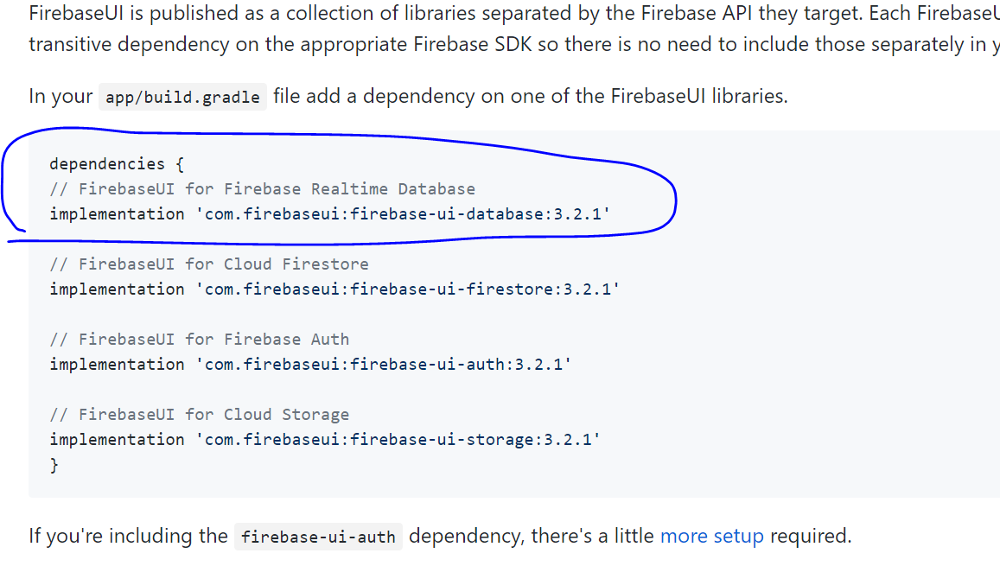 FirebaseUI is published as a collection of libraries separated by the Firebase API they target. Each
transitive dependency on the appropriate Firebase SDK so there is no need to include those separately in
In your app/build.gradle file add a dependency on one of the FirebaseUI libraries.
dependencies {
// FirebaseUI for Firebase Realtime Database
implementation 'com.firebaseui:firebase-ui-database:3.2.1'
// FirebaseUI for Cloud Firestore
implementation 'com.firebaseui:firebase-ui-firestore:3.2.1'
// FirebaseUI for Firebase Auth
implementation 'com.firebaseui:firebase-ui-auth:3.2.1'
// FirebaseUI for Cloud Storage
implementation 'com.firebaseui:firebase-ui-storage:3.2.1'
}
If you're including the firebase-ui-auth dependency, there's a little more setup required.